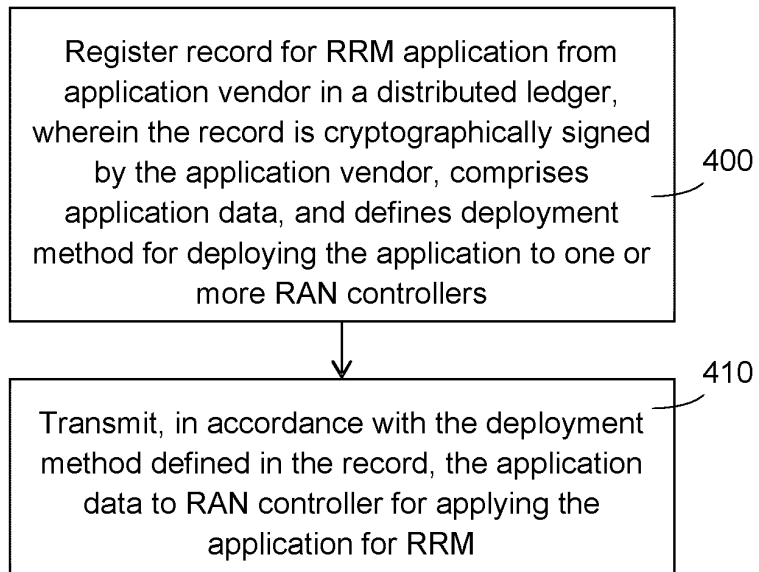 Register record for RRM application from
application vendor in a distributed ledger,
wherein the record is cryptographically signed
by the application vendor, comprises
application data, and defines deployment
method for deploying the application to one or
more RAN controllers
400
410
Transmit, in accordance with the deployment
method defined in the record, the application
data to RAN controller for applying the
application for RRM